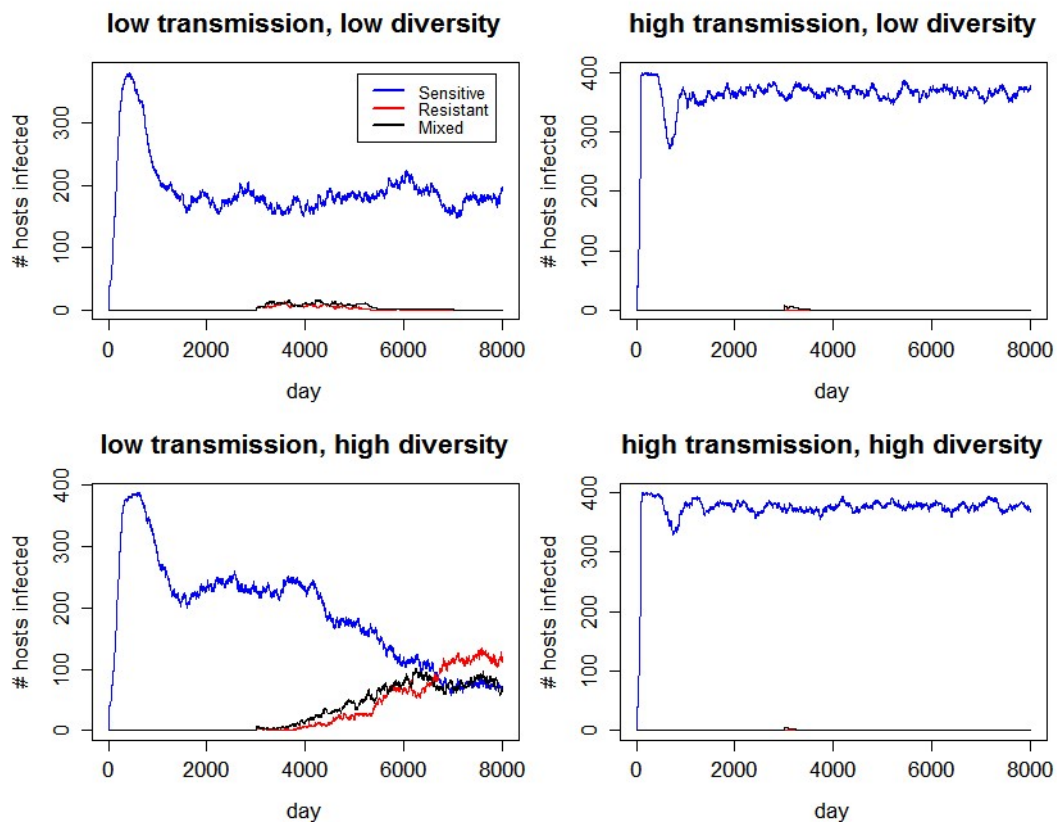 low transmission, low diversity
# hosts infected
300
200
100
0
Sensitive
Resistant
Mixed
0 2000 4000 6000 8000
day
high transmission, low diversity
# hosts infected
400
300
200
100
0
0 2000 4000 6000 8000
day
low transmission, high diversity
# hosts infected
400
300
200
100
0
0 2000 4000 6000 8000
day
high transmission, high diversity
# hosts infected
400
300
200
100
0
0 2000 4000 6000 8000
day